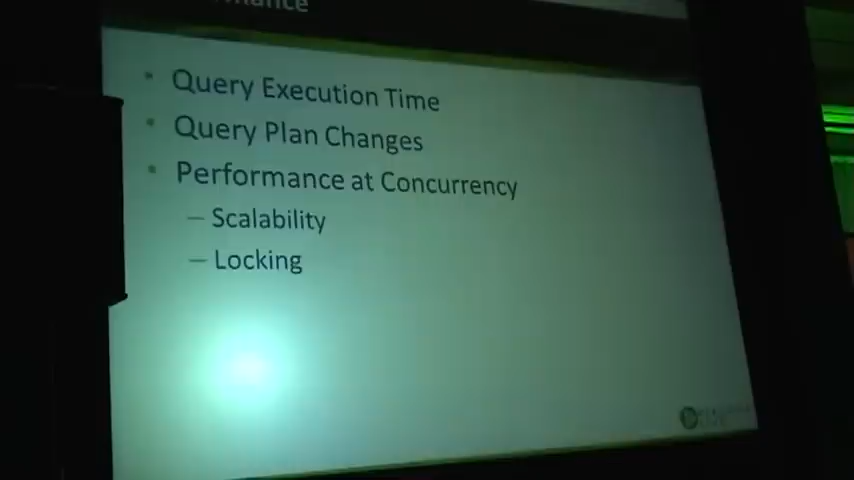 Query Execution Time
Query Plan Changes
Performance at Concurrency
– Scalability
– Locking